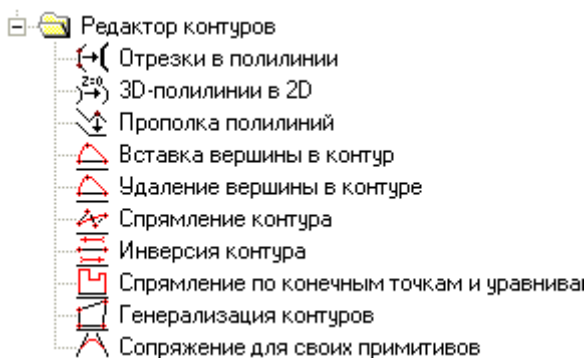 Редактор контуров
Отрезки в полилинии
Z=0
3D-полилинии в 2D
Прополка полилиний
Вставка вершины в контур
Удаление вершины в контуре
Спрямление контура
Инверсия контура
Спрямление по конечным точкам и
Генерализация контуров
Сопряжение для своих примитивов